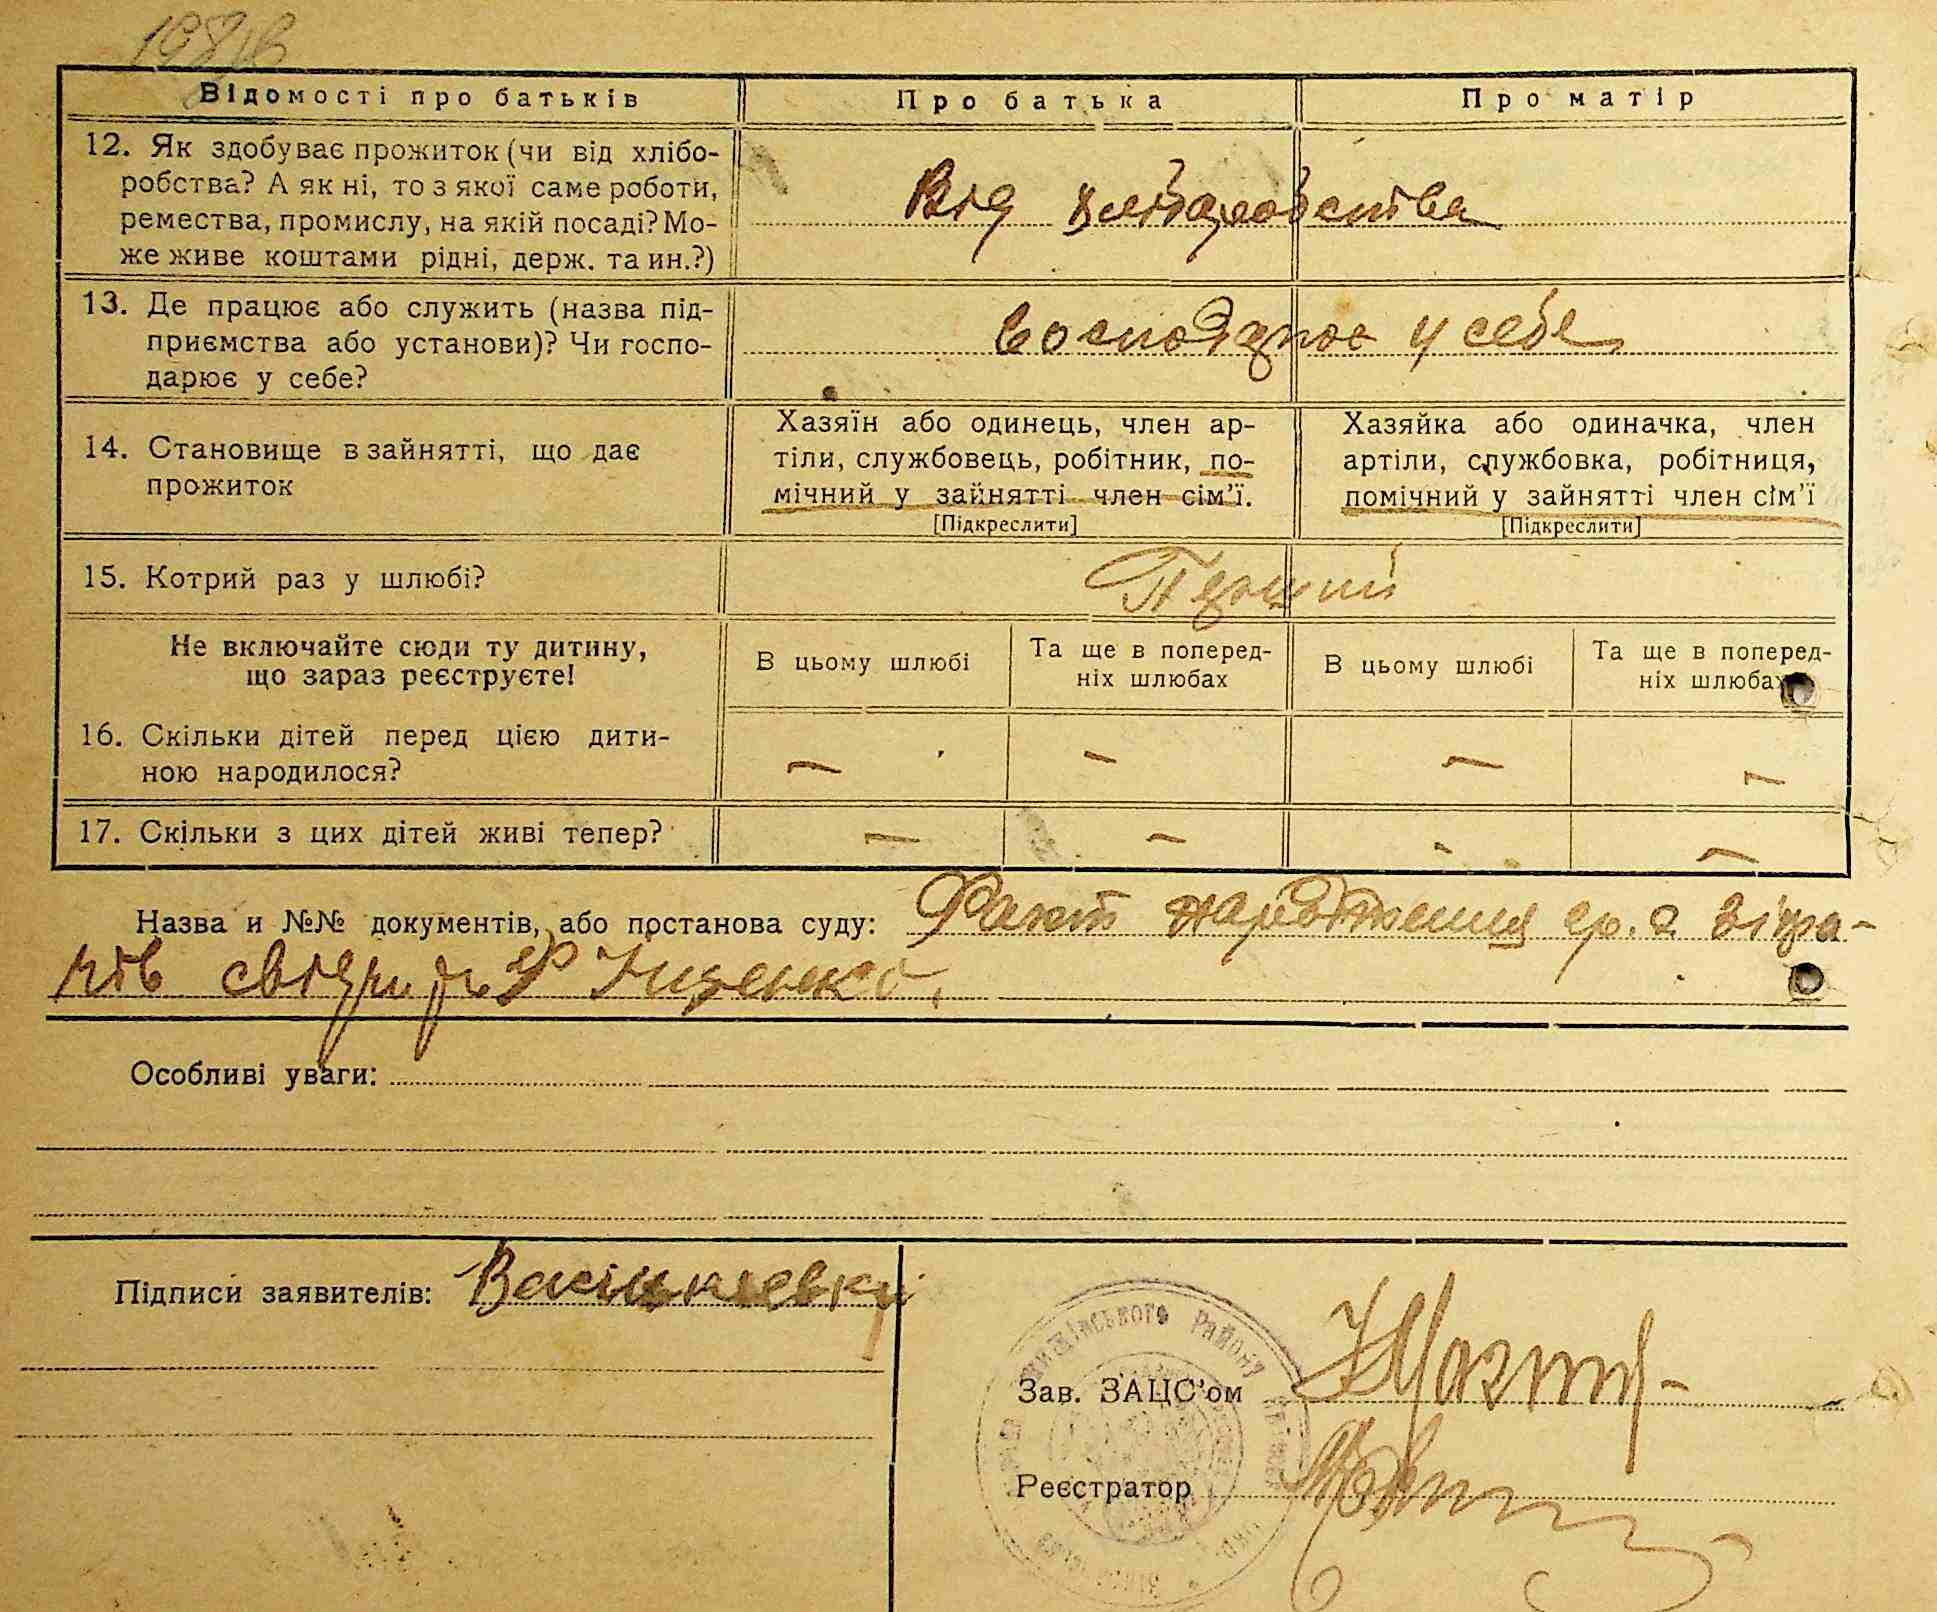 Відомості про батьків
Про батька
Про матір
12. Як здобуває прожиток (чи від хлібо-
робства? А як ні, то з якої саме роботи,
ремества, промислу, на якій посаді? Мо-
же живе коштами рідні, держ. та ин.?)
Від хліборобства
13. Де працює або служить (назва під-
приємства або установи)? Чи госпо-
дарює у себе?
Господарює у себе
14. Становище в зайнятті, що дає
прожиток
Хазяїн або одинець, член ар-
тіли, службовець, робітник, по-
мічний у зайнятті член сім'ї.
[Підкреслити]
Хазяйка або одиначка, член
артіли, службовка, робітниця,
помічний у зайнятті член сім'ї
[Підкреслити]
15. Котрий раз у шлюбі?
Перший
Не включайте сюди ту дитину,
що зараз реєструєте!
В цьому шлюбі
Та ще в поперед-
ніх шлюбах
В цьому шлюбі
Та ще в поперед-
ніх шлюбах
16. Скільки дітей перед цією дити-
ною народилося?
— — — —
17. Скільки з цих дітей живі тепер?
— — - —
Назва и №№ документів, або постанова суду: Факт народження гр.
Особливі уваги:
Підписи заявителів:
Зав. ЗАЦС'ом
Реєстратор
району